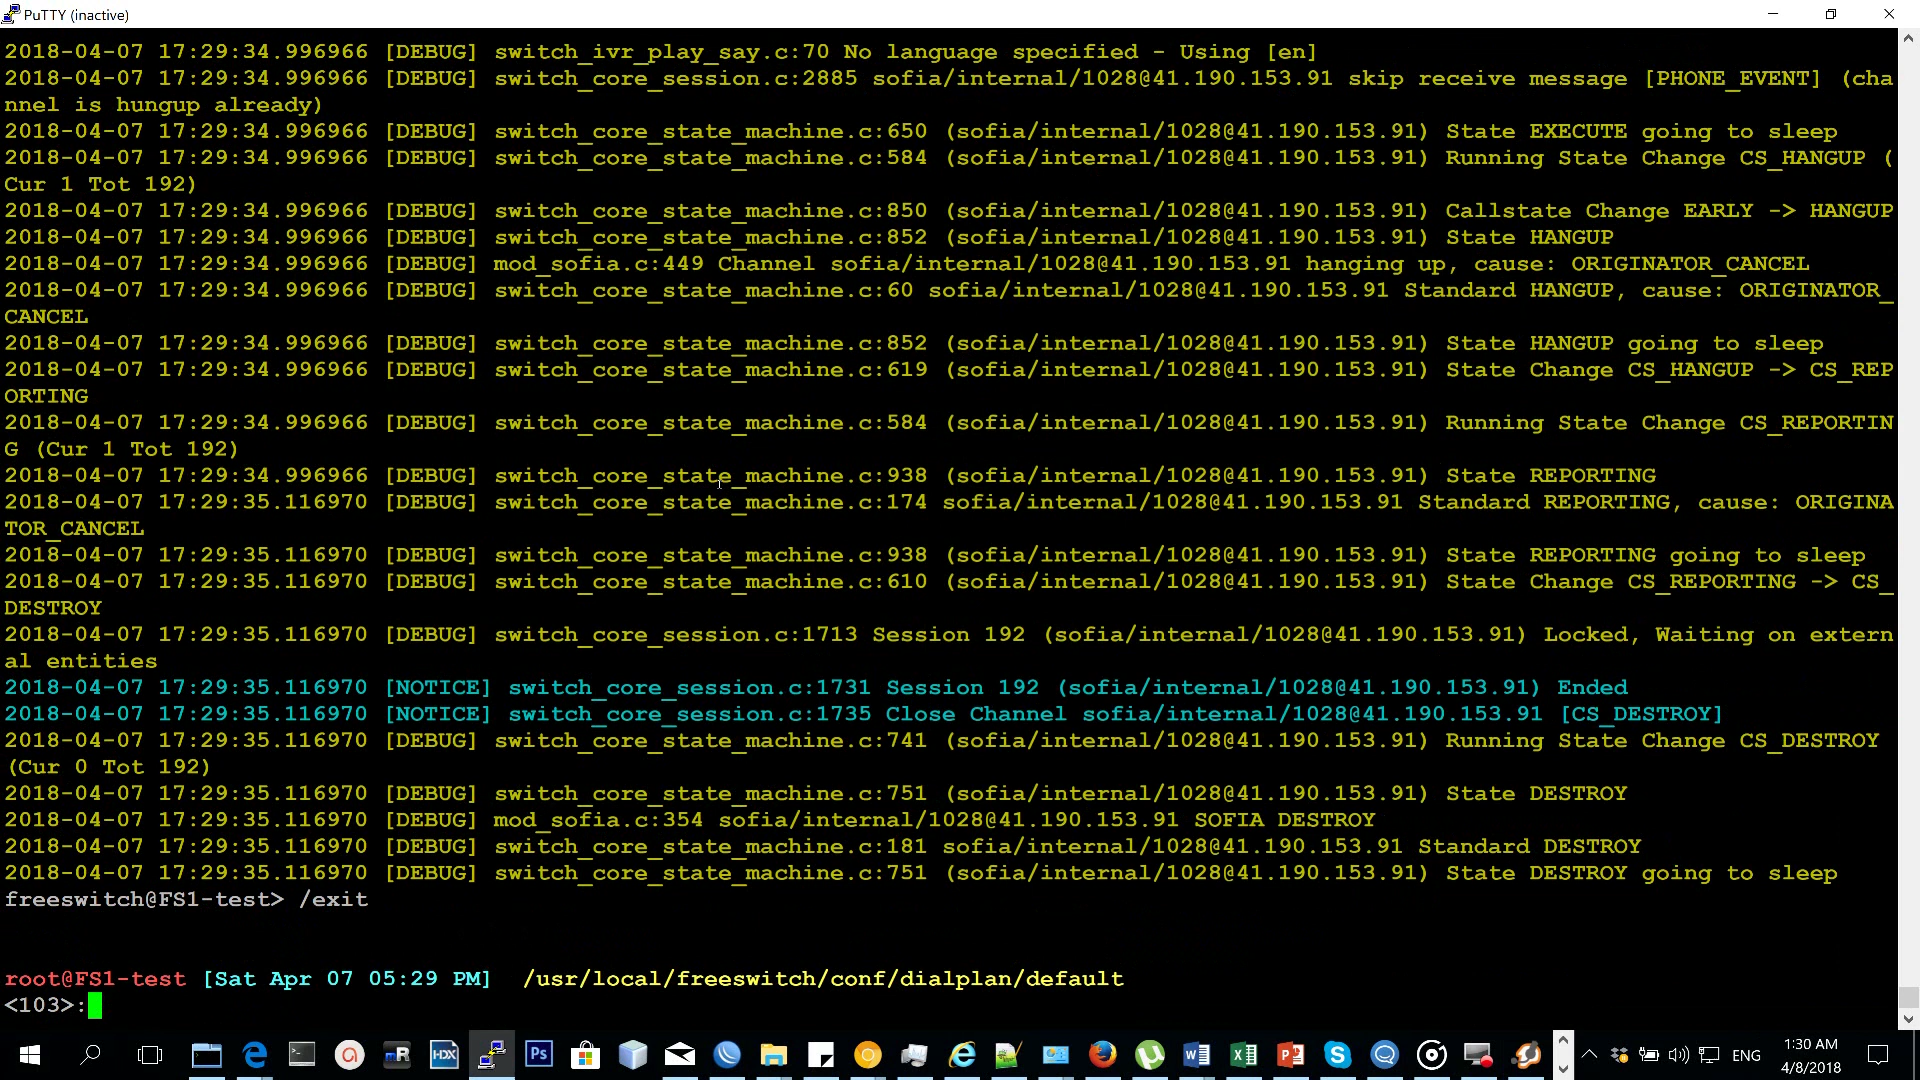 PuTTY (inactive)
2018-04-07 17:29:34.996966 [DEBUG] switch_ivr_play_say.c:70 No language specified - Using [en]
2018-04-07 17:29:34.996966 [DEBUG] switch_core_session.c:2885 sofia/internal/1028@41.190.153.91 skip receive message [PHONE_EVENT] (cha
nnel is hungup already)
2018-04-07 17:29:34.996966 [DEBUG] switch_core_state_machine.c:650 (sofia/internal/1028@41.190.153.91) State EXECUTE going to sleep
2018-04-07 17:29:34.996966 [DEBUG] switch_core_state_machine.c:584 (sofia/internal/1028@41.190.153.91) Running State Change CS_HANGUP (
Cur 1 Tot 192)
2018-04-07 17:29:34.996966 [DEBUG] switch_core_state_machine.c:850 (sofia/internal/1028@41.190.153.91) Callstate Change EARLY -> HANGUP
2018-04-07 17:29:34.996966 [DEBUG] switch_core_state_machine.c:852 (sofia/internal/1028@41.190.153.91) State HANGUP
2018-04-07 17:29:34.996966 [DEBUG] mod_sofia.c:449 Channel sofia/internal/1028@41.190.153.91 hanging up, cause: ORIGINATOR_CANCEL
2018-04-07 17:29:34.996966 [DEBUG] switch_core_state_machine.c:60 sofia/internal/1028@41.190.153.91 Standard HANGUP, cause: ORIGINATOR_
CANCEL
2018-04-07 17:29:34.996966 [DEBUG] switch_core_state_machine.c:852 (sofia/internal/1028@41.190.153.91) State HANGUP going to sleep
2018-04-07 17:29:34.996966 [DEBUG] switch_core_state_machine.c:619 (sofia/internal/1028@41.190.153.91) State Change CS_HANGUP -> CS_REP
ORTING
2018-04-07 17:29:34.996966 [DEBUG] switch_core_state_machine.c:584 (sofia/internal/1028@41.190.153.91) Running State Change CS_REPORTIN
G (Cur 1 Tot 192)
2018-04-07 17:29:34.996966 [DEBUG] switch_core_state_machine.c:938 (sofia/internal/1028@41.190.153.91) State REPORTING
2018-04-07 17:29:35.116970 [DEBUG] switch_core_state_machine.c:174 sofia/internal/1028@41.190.153.91 Standard REPORTING, cause: ORIGINA
TOR_CANCEL
2018-04-07 17:29:35.116970 [DEBUG] switch_core_state_machine.c:938 (sofia/internal/1028@41.190.153.91) State REPORTING going to sleep
2018-04-07 17:29:35.116970 [DEBUG] switch_core_state_machine.c:610 (sofia/internal/1028@41.190.153.91) State Change CS_REPORTING -> CS_
DESTROY
2018-04-07 17:29:35.116970 [DEBUG] switch_core_session.c:1713 Session 192 (sofia/internal/1028@41.190.153.91) Locked, Waiting on extern
al entities
2018-04-07 17:29:35.116970 [NOTICE] switch_core_session.c:1731 Session 192 (sofia/internal/1028@41.190.153.91) Ended
2018-04-07 17:29:35.116970 [NOTICE] switch_core_session.c:1735 Close Channel sofia/internal/1028@41.190.153.91 [CS_DESTROY]
2018-04-07 17:29:35.116970 [DEBUG] switch_core_state_machine.c:741 (sofia/internal/1028@41.190.153.91) Running State Change CS_DESTROY
(Cur 0 Tot 192)
2018-04-07 17:29:35.116970 [DEBUG] switch_core_state_machine.c:751 (sofia/internal/1028@41.190.153.91) State DESTROY
2018-04-07 17:29:35.116970 [DEBUG] mod_sofia.c:354 sofia/internal/1028@41.190.153.91 SOFIA DESTROY
2018-04-07 17:29:35.116970 [DEBUG] switch_core_state_machine.c:181 sofia/internal/1028@41.190.153.91 Standard DESTROY
2018-04-07 17:29:35.116970 [DEBUG] switch_core_state_machine.c:751 (sofia/internal/1028@41.190.153.91) State DESTROY going to sleep
freeswitch@FS1-test> /exit
root@FS1-test [Sat Apr 07 05:29 PM]  /usr/local/freeswitch/conf/dialplan/default
<103>:
mR HDX Ps ENG 1:30 AM
4/8/2018